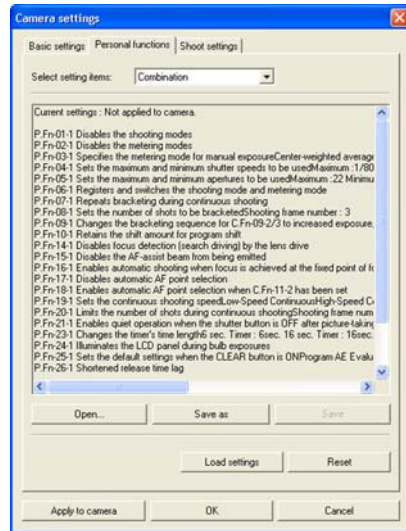 Camera settings
Basic settings Personal functions Shoot settings
Select setting items: Combination
Current settings : Not applied to camera.
P.Fn-01-1 Disables the shooting modes
P.Fn-02-1 Disables the metering modes
P.Fn-03-1 Specifies the metering mode for manual exposureCenter-weighted average
P.Fn-04-1 Sets the maximum and minimum shutter speeds to be usedMaximum :1/80
P.Fn-05-1 Sets the maximum and minimum apertures to be usedMaximum :22 Minimu
P.Fn-06-1 Registers and switches the shooting mode and metering mode
P.Fn-07-1 Repeats bracketing during continuous shooting
P.Fn-08-1 Sets the number of shots to be bracketedShooting frame number : 3
P.Fn-09-1 Changes the bracketing sequence for C.Fn-09-2/3 to increased exposure,
P.Fn-10-1 Retains the shift amount for program shift
P.Fn-14-1 Disables focus detection (search driving) by the lens drive
P.Fn-15-1 Disables the AF-assist beam from being emitted
P.Fn-16-1 Enables automatic shooting when focus is achieved at the fixed point of fo
P.Fn-17-1 Disables automatic AF point selection
P.Fn-18-1 Enables automatic AF point selection when C.Fn-11-2 has been set
P.Fn-19-1 Sets the continuous shooting speedLow-Speed ContinuousHigh-Speed Co
P.Fn-20-1 Limits the number of shots during continuous shootingShooting frame num
P.Fn-21-1 Enables quiet operation when the shutter button is OFF after picture-taking
P.Fn-23-1 Changes the timer's time length6 sec. Timer : 6sec. 16 sec. Timer : 16sec.
P.Fn-24-1 Illuminates the LCD panel during bulb exposures
P.Fn-25-1 Sets the default settings when the CLEAR button is ONProgram AE Evalu
P.Fn-26-1 Shortened release time lag
Open... Save as Save
Load settings Reset
Apply to camera OK Cancel